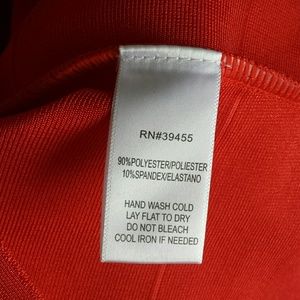 RN#39455
90%POLYESTER/POLIESTER
10%SPANDEX/ELASTANO
HAND WASH COLD
LAY FLAT TO DRY
DO NOT BLEACH
COOL IRON IF NEEDED